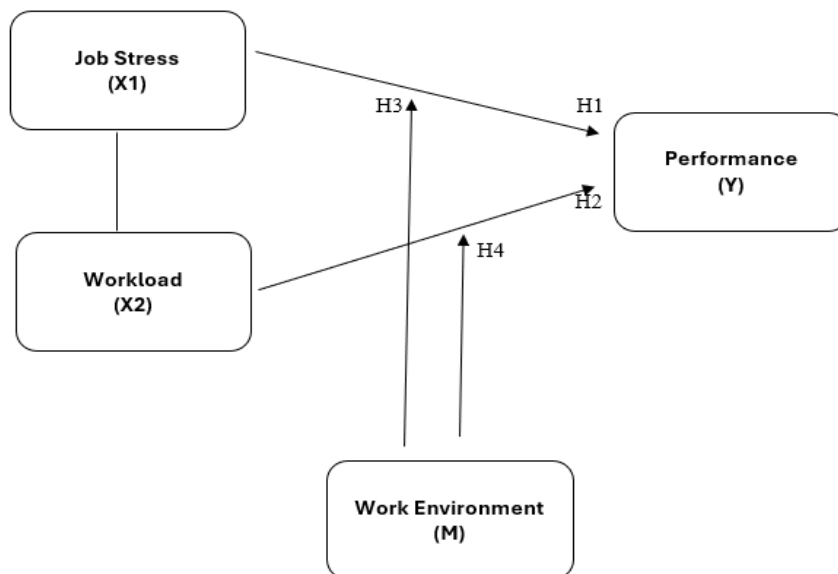 Job Stress
(X1)
H3
H1
Performance
(Y)
H2
H4
Workload
(X2)
Work Environment
(M)